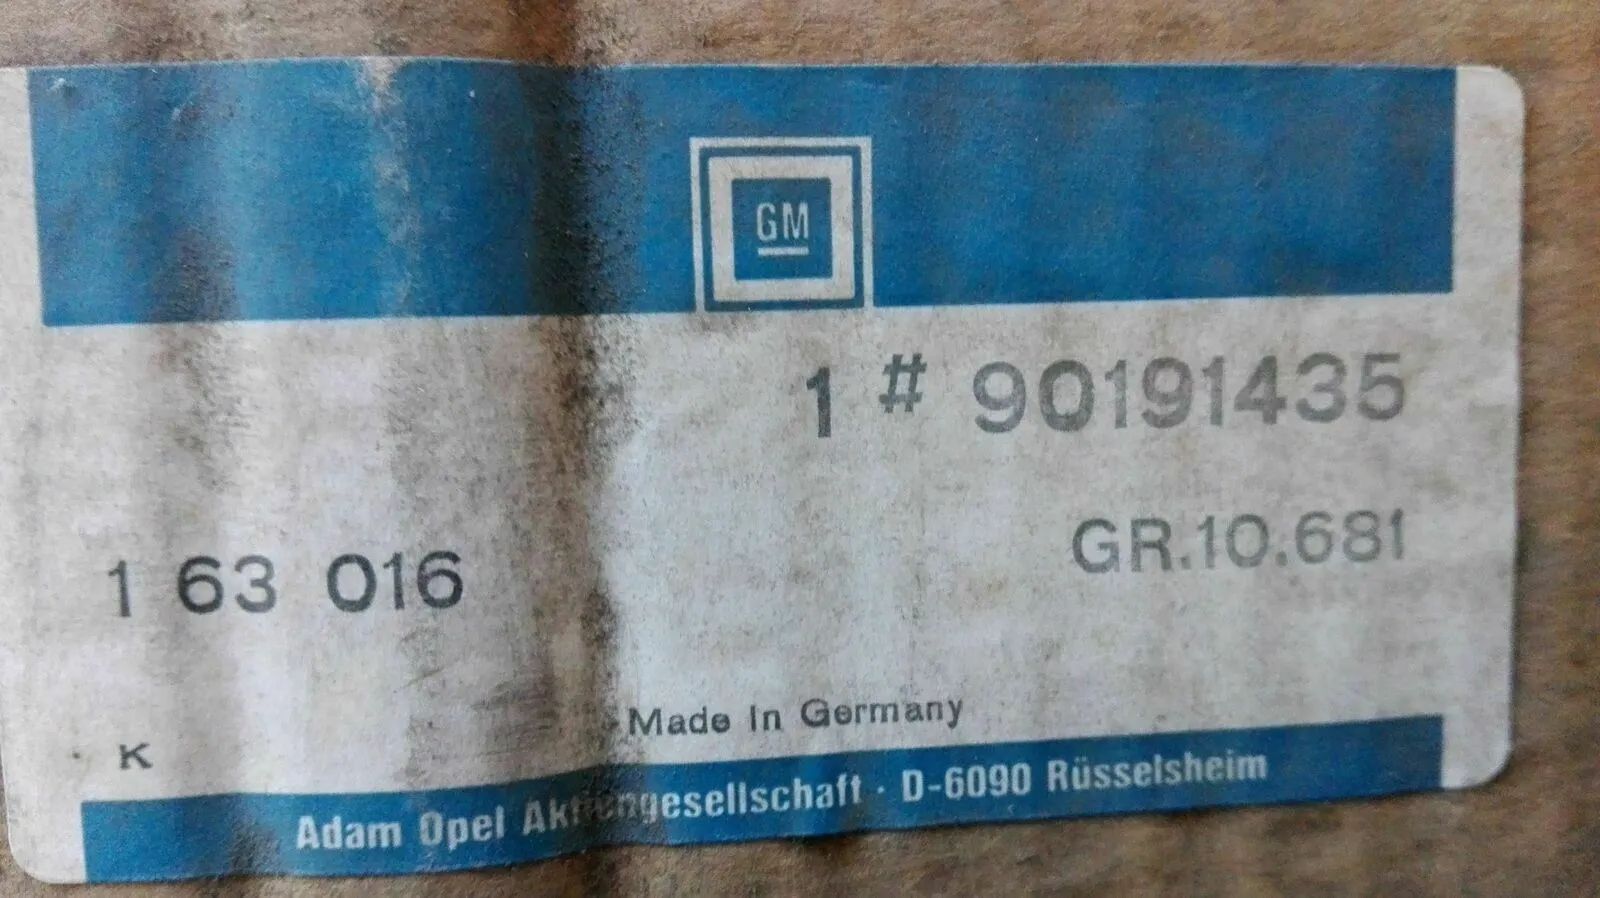 GM
1 # 90191435
GR.10.681
1 63 016
Made In Germany
K
Adam Opel Aktiengesellschaft · D-6090 Rüsselsheim